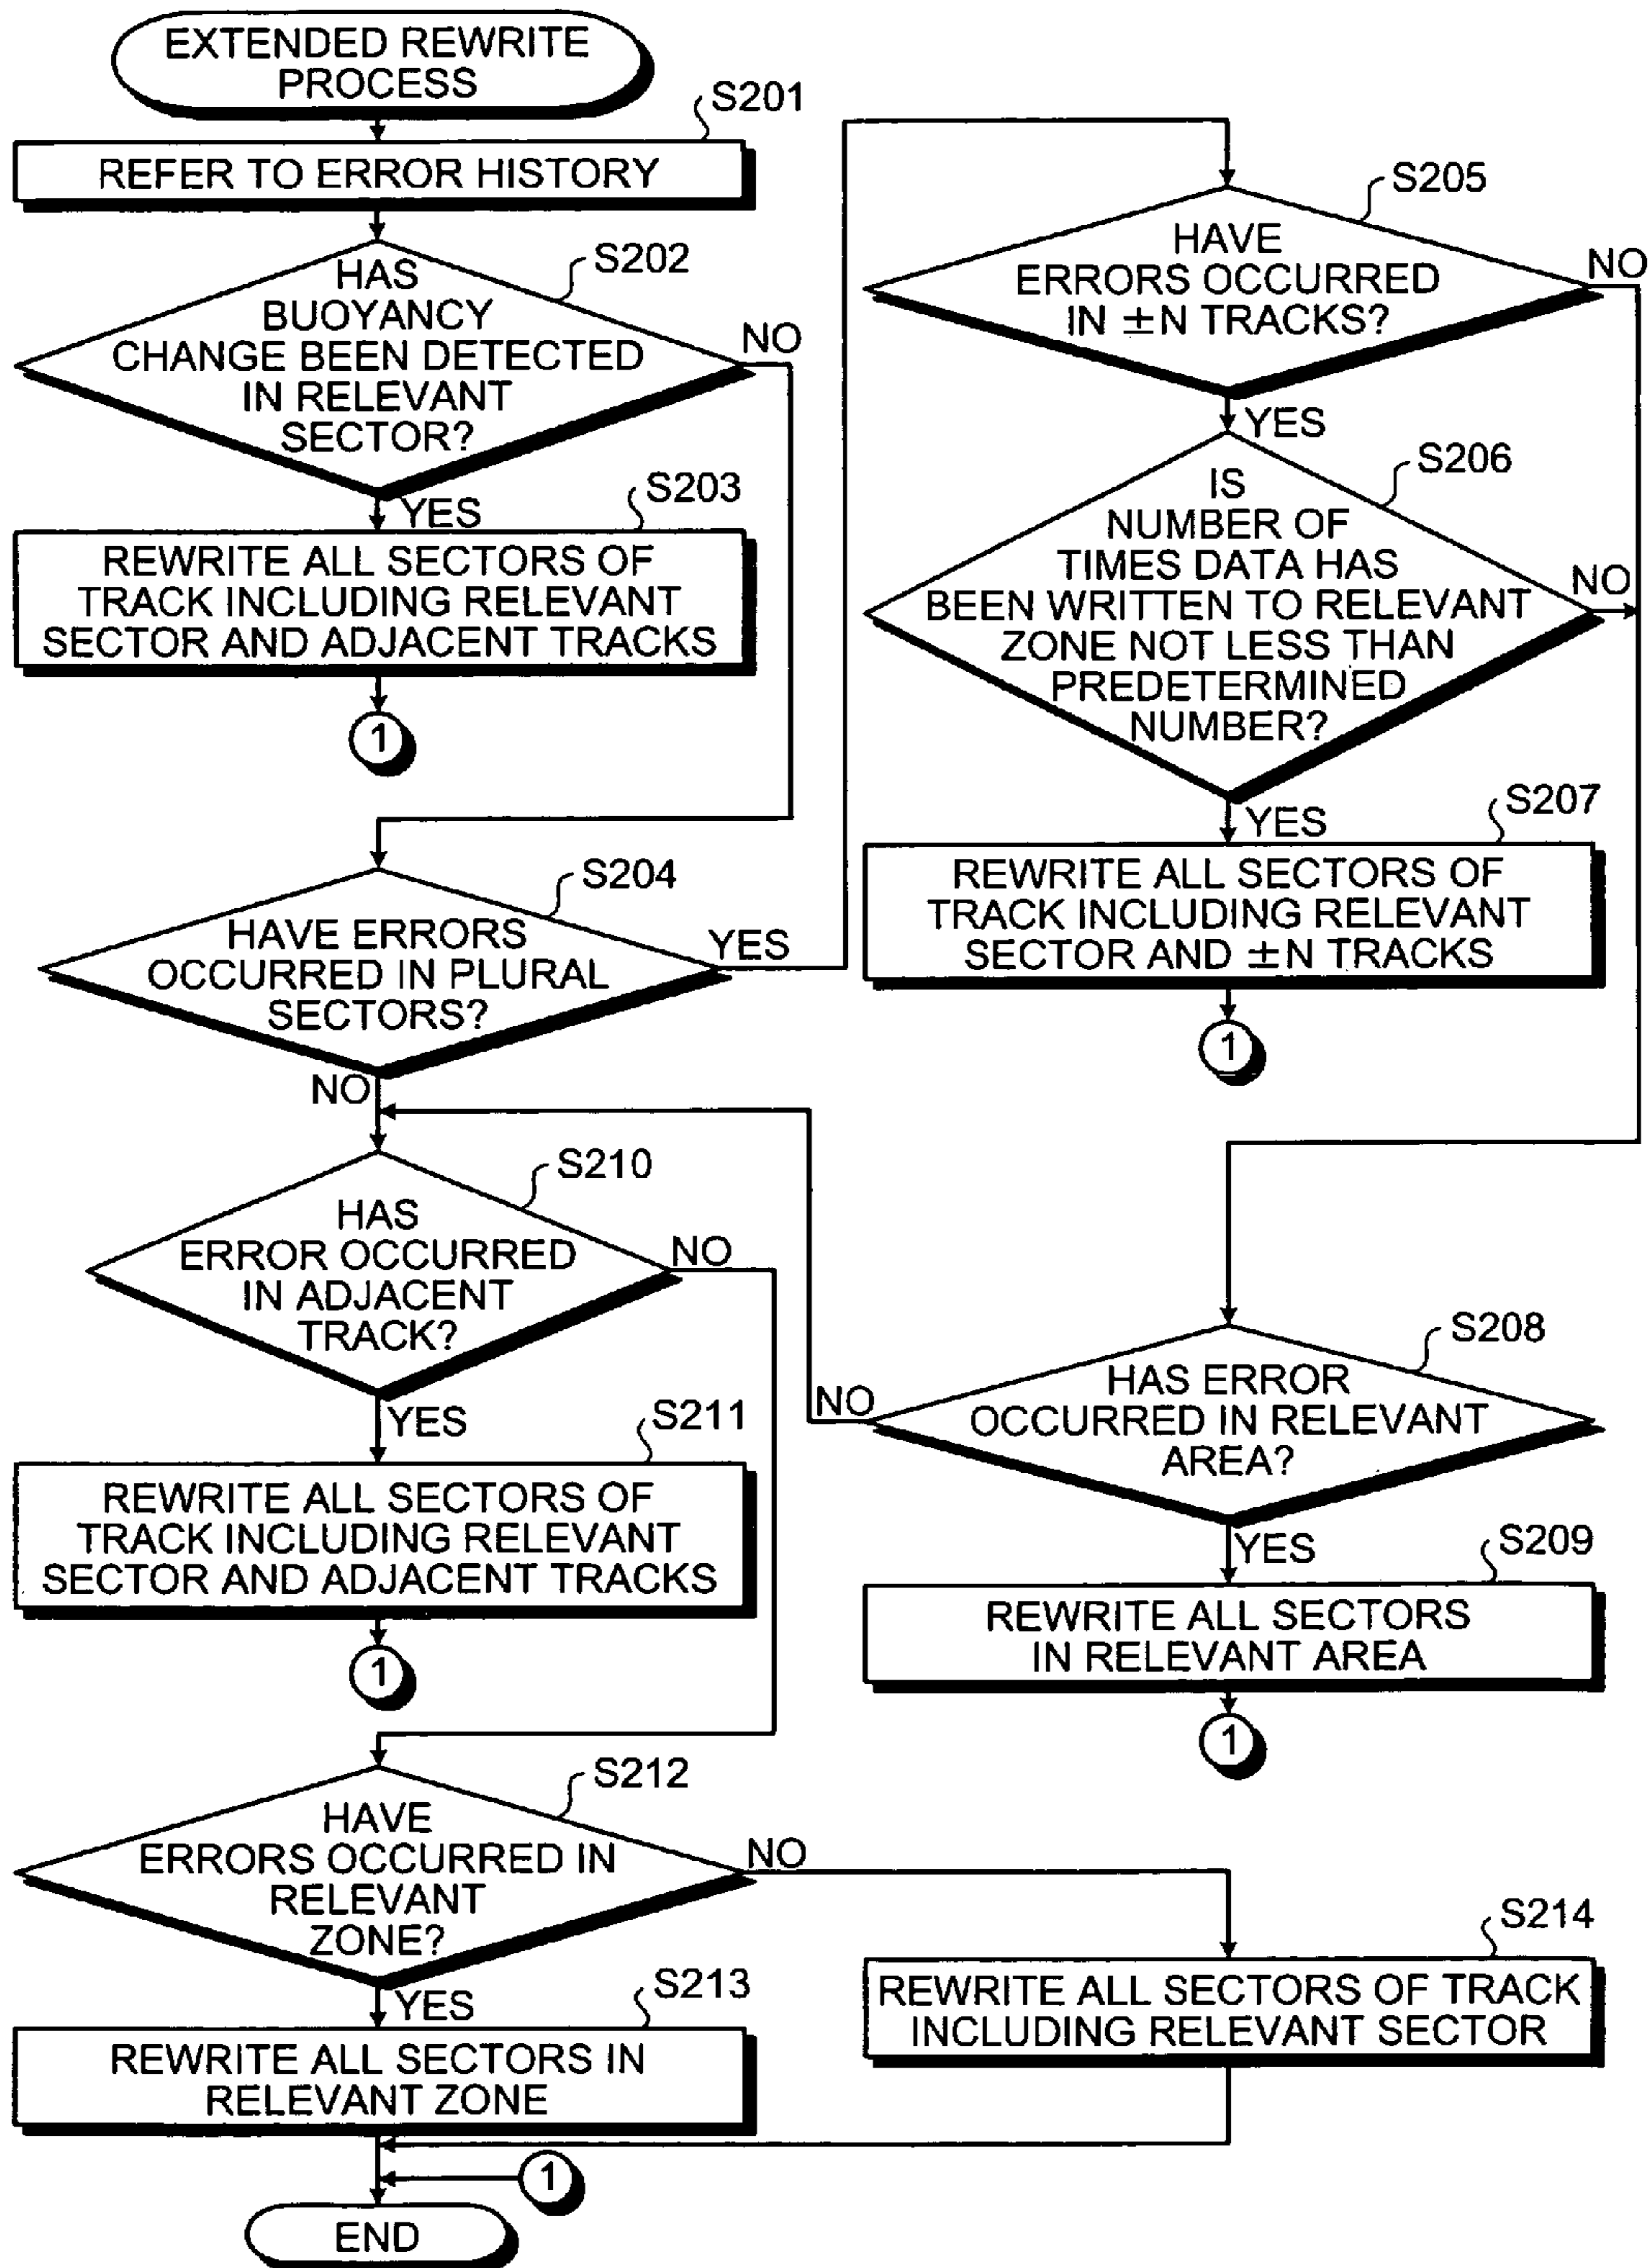 EXTENDED REWRITE
PROCESS
S201
REFER TO ERROR HISTORY
S202
HAS
BUOYANCY
CHANGE BEEN DETECTED
IN RELEVANT
SECTOR?
NO
YES
S203
REWRITE ALL SECTORS OF
TRACK INCLUDING RELEVANT
SECTOR AND ADJACENT TRACKS
1
S204
HAVE ERRORS
OCCURRED IN PLURAL
SECTORS?
YES
NO
S205
HAVE
ERRORS OCCURRED
IN ±N TRACKS?
NO
YES
S206
IS
NUMBER OF
TIMES DATA HAS
BEEN WRITTEN TO RELEVANT
ZONE NOT LESS THAN
PREDETERMINED
NUMBER?
NO
YES
S207
REWRITE ALL SECTORS OF
TRACK INCLUDING RELEVANT
SECTOR AND ±N TRACKS
1
S208
HAS ERROR
OCCURRED IN RELEVANT
AREA?
NO
YES
S209
REWRITE ALL SECTORS
IN RELEVANT AREA
1
S210
HAS
ERROR OCCURRED
IN ADJACENT
TRACK?
NO
YES
S211
REWRITE ALL SECTORS OF
TRACK INCLUDING RELEVANT
SECTOR AND ADJACENT TRACKS
1
S212
HAVE
ERRORS OCCURRED IN
RELEVANT
ZONE?
NO
YES
S213
REWRITE ALL SECTORS IN
RELEVANT ZONE
S214
REWRITE ALL SECTORS OF TRACK
INCLUDING RELEVANT SECTOR
1
END